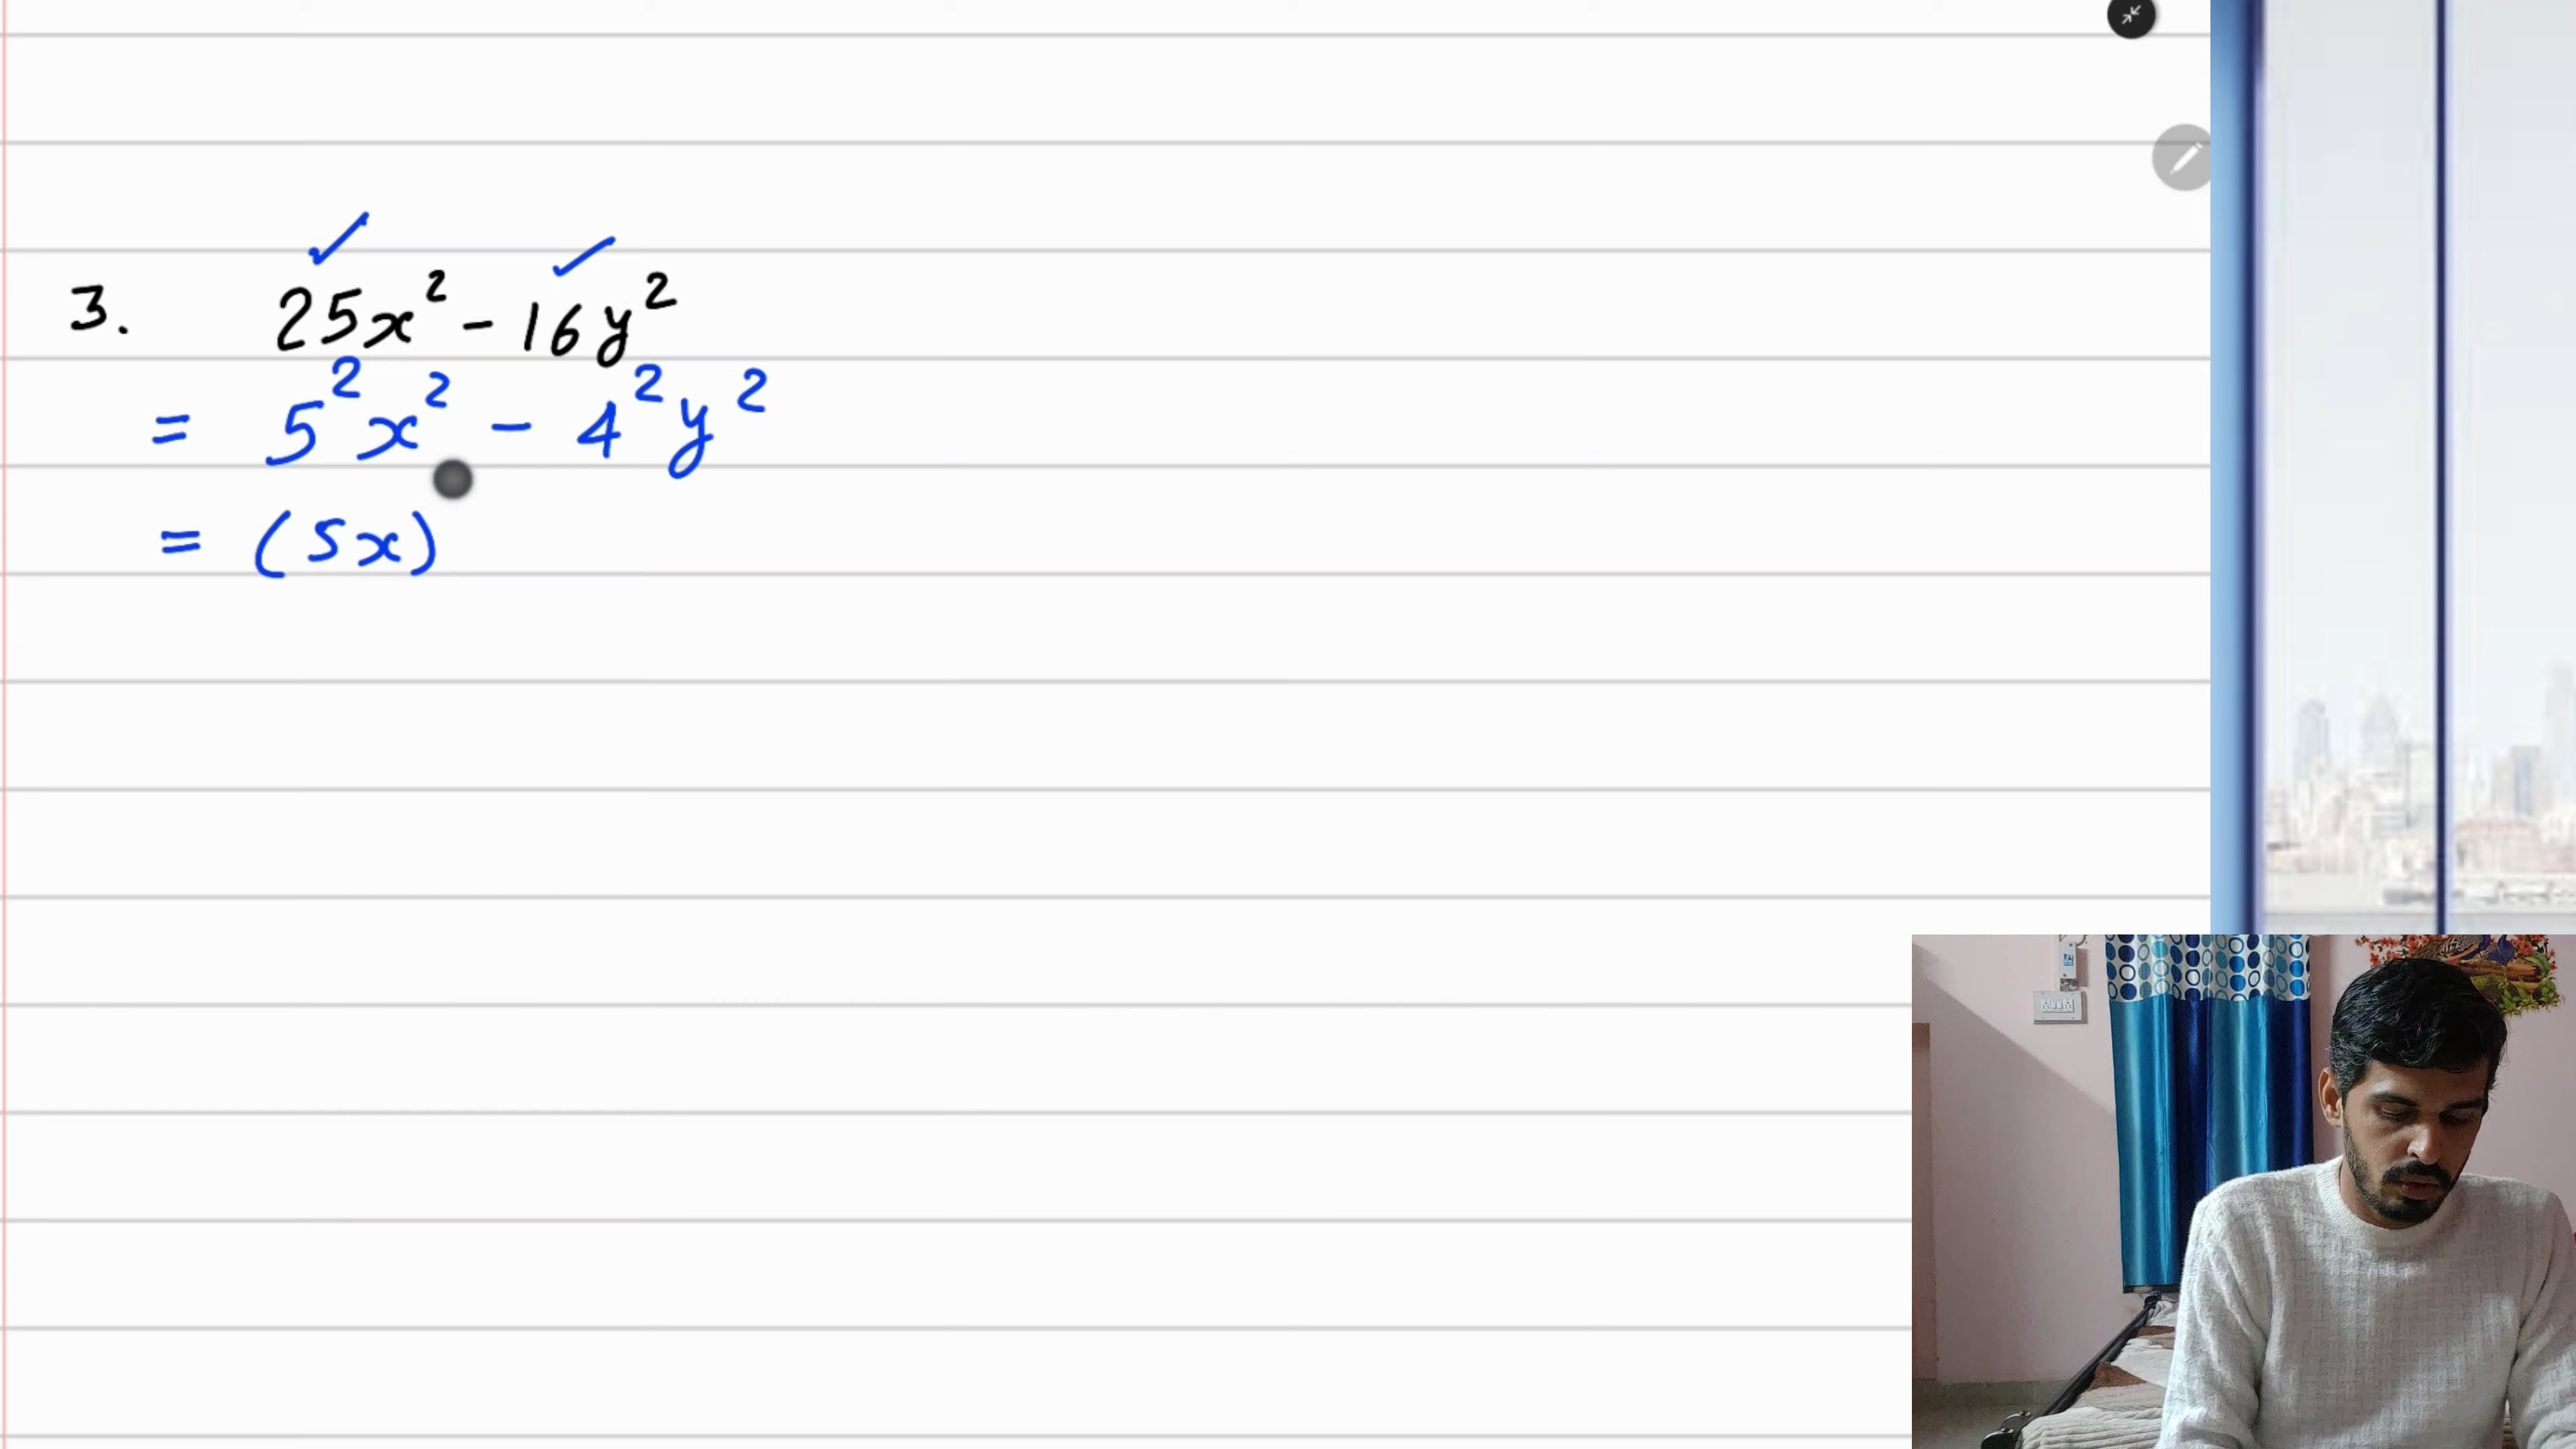 3. 25x² - 16y²
= 5²x² - 4²y²
= (5x)